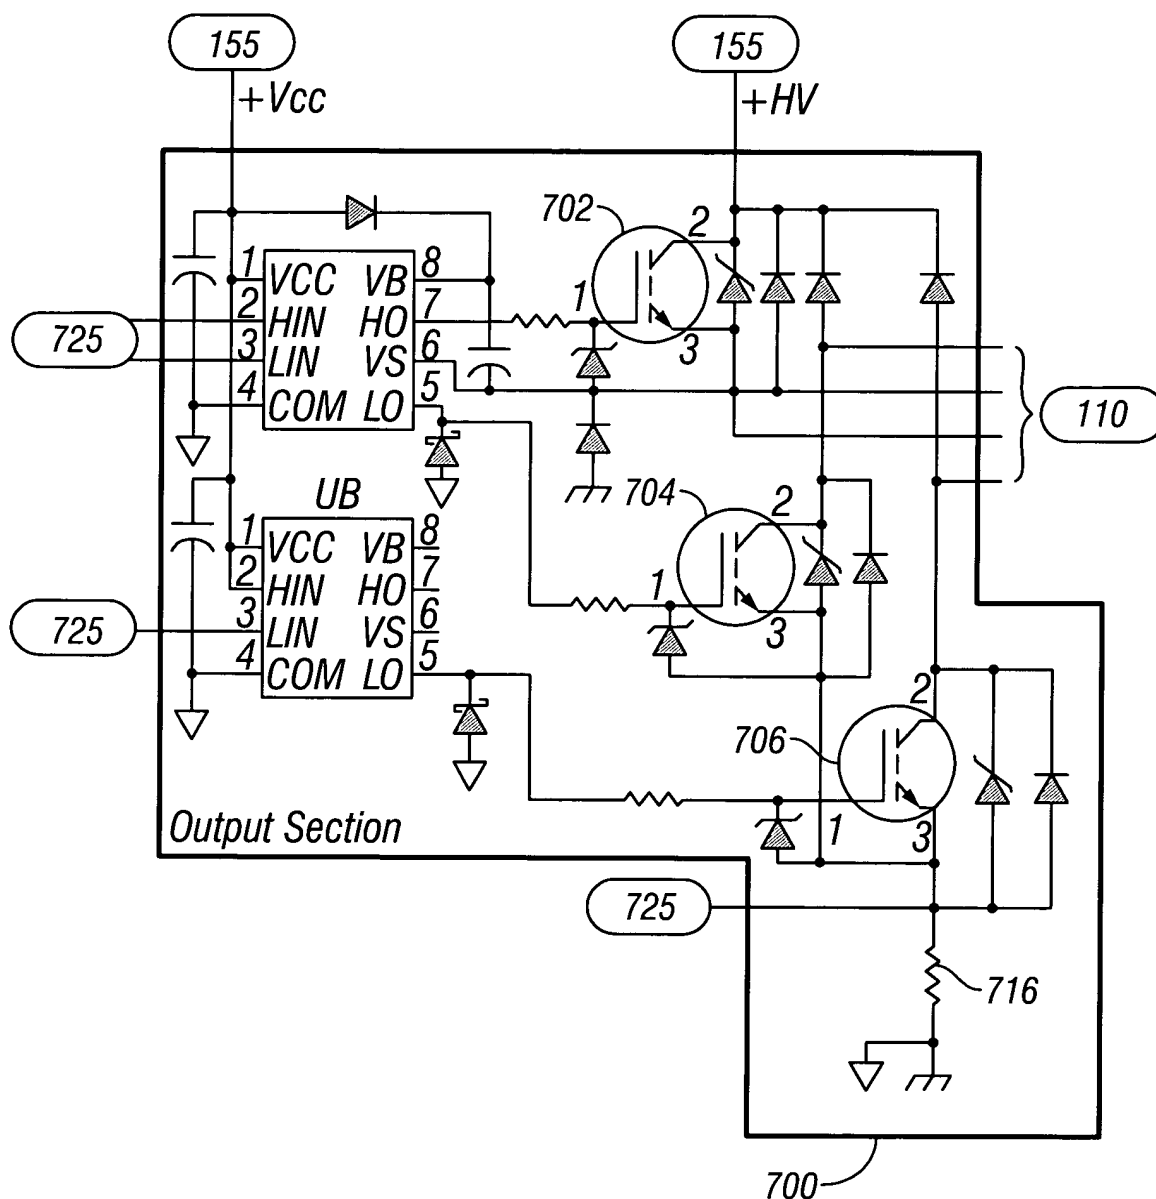 155
155
+Vcc
+HV
702
2
1
3
1 VCC VB 8
2 HIN HO 7
3 LIN VS 6
4 COM LO 5
725
110
UB
704
2
1
3
1 VCC VB 8
2 HIN HO 7
3 LIN VS 6
4 COM LO 5
725
706
2
1
3
Output Section
725
716
700